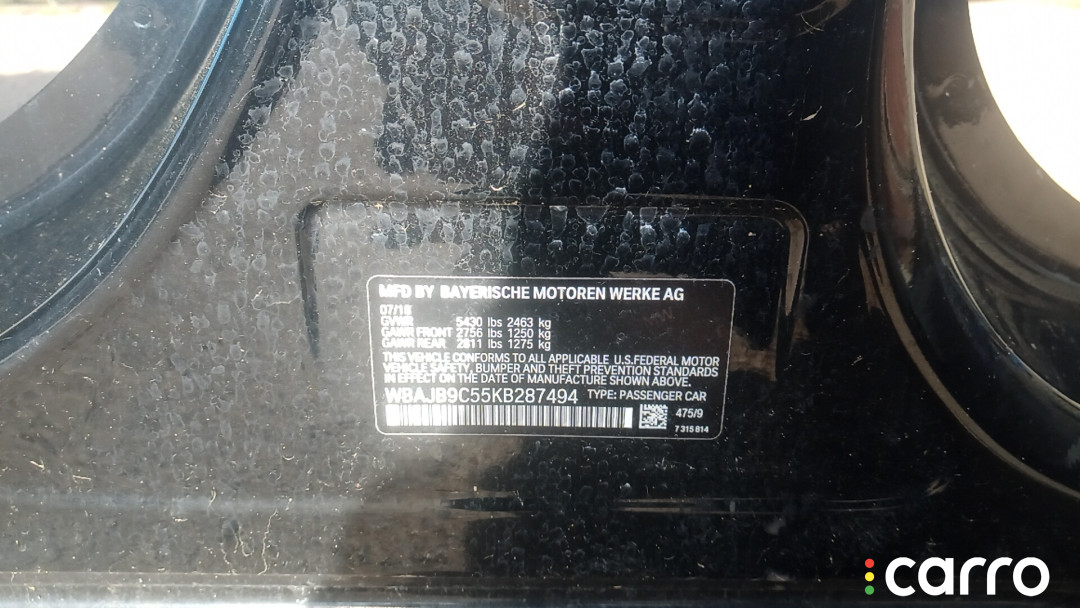 MFD BY BAYERISCHE MOTOREN WERKE AG
07/18
GVWR 5430 lbs 2463 kg
GAWR FRONT 2756 lbs 1250 kg
GAWR REAR 2811 lbs 1275 kg
THIS VEHICLE CONFORMS TO ALL APPLICABLE U.S.FEDERAL MOTOR
VEHICLE SAFETY, BUMPER AND THEFT PREVENTION STANDARDS
IN EFFECT ON THE DATE OF MANUFACTURE SHOWN ABOVE.
WBAJB9C55KB287494 TYPE: PASSENGER CAR
475/9
7 315 814
carro